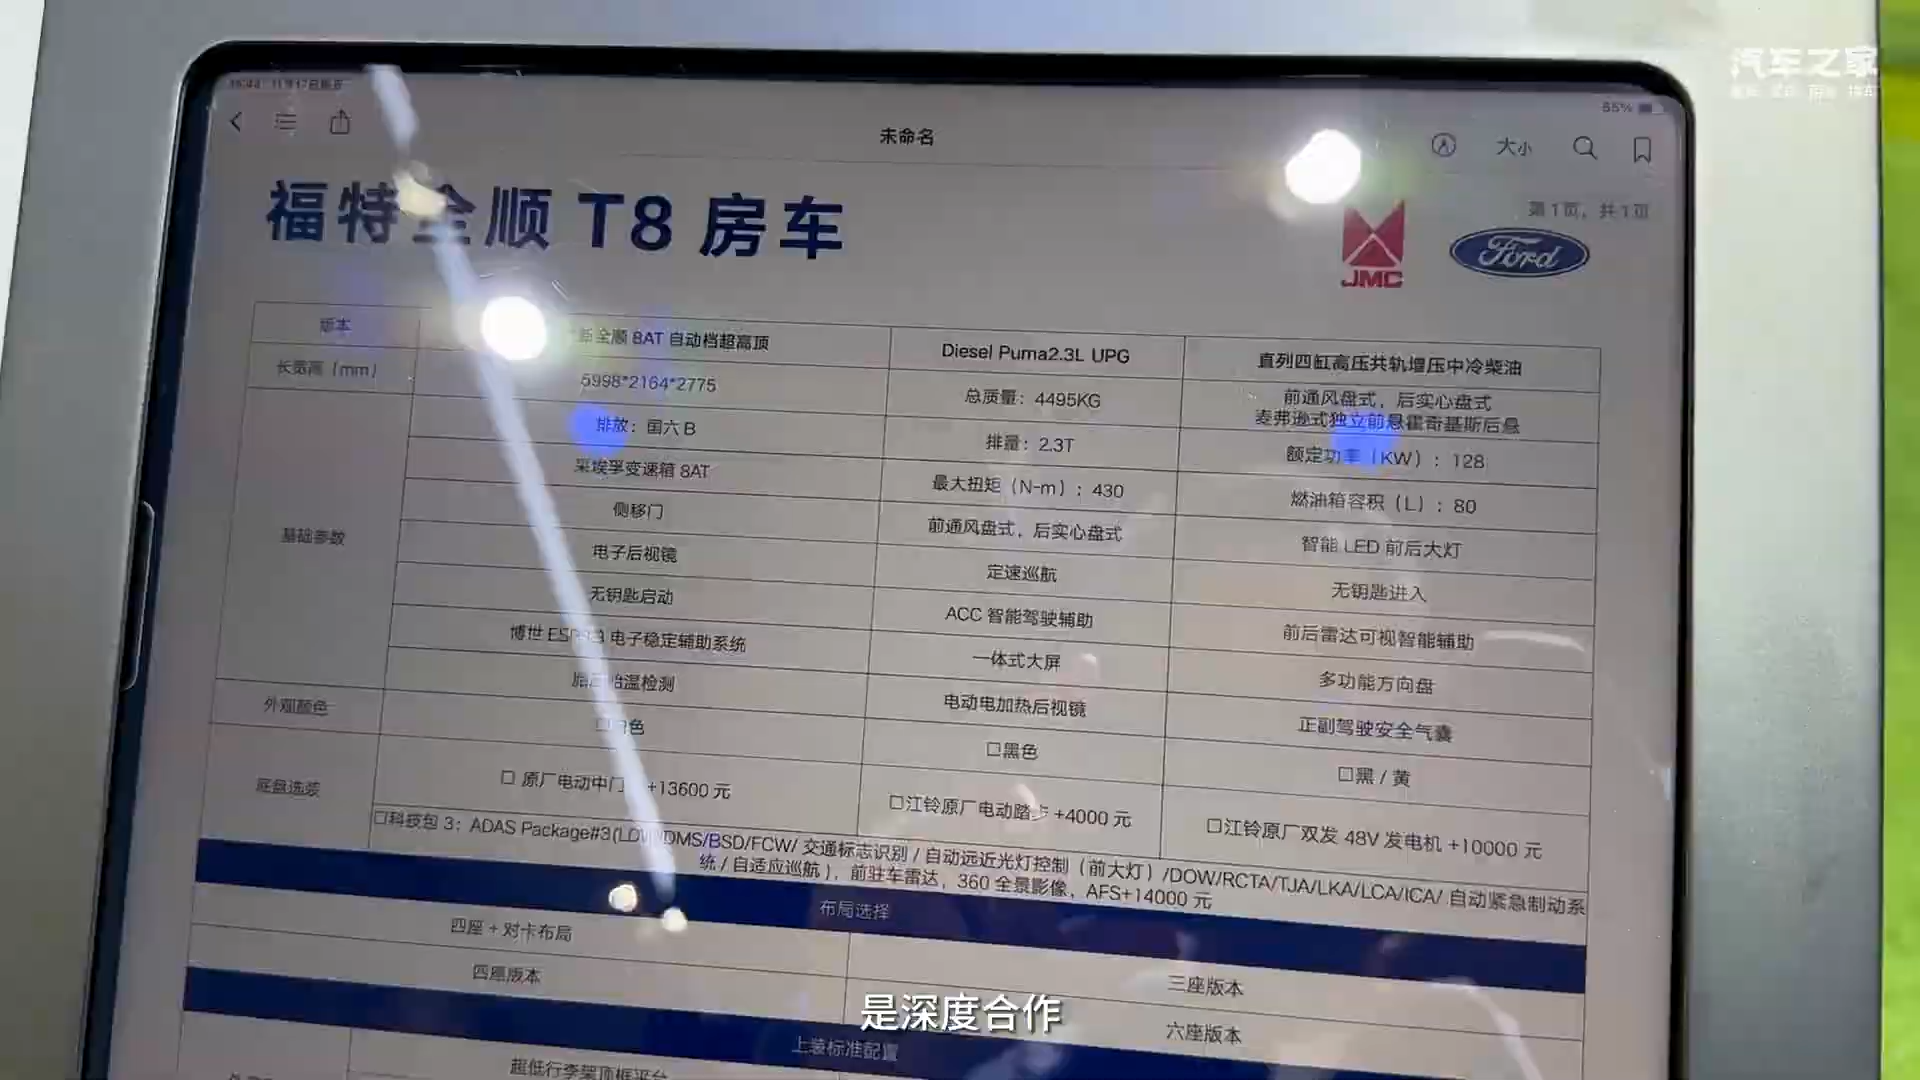 汽车之家
55%
未命名
大小
第1页，共1页
福特全顺 T8 房车
JMC
Ford
版本
新全顺 8AT 自动档超高顶
Diesel Puma2.3L UPG
直列四缸高压共轨增压中冷柴油
长宽高（mm）
5998*2164*2775
总质量：4495KG
前通风盘式，后实心盘式
麦弗逊式独立前悬霍奇基斯后悬
基础参数
排放：国六 B
排量：2.3T
额定功率（KW）：128
采埃孚变速箱 8AT
最大扭矩（N-m）：430
燃油箱容积（L）：80
侧移门
前通风盘式，后实心盘式
智能 LED 前后大灯
电子后视镜
定速巡航
无钥匙进入
无钥匙启动
ACC 智能驾驶辅助
前后雷达可视智能辅助
博世 电子稳定辅助系统
一体式大屏
多功能方向盘
温检测
电动电加热后视镜
正副驾驶安全气囊
外观颜色
色
□黑色
□黑 / 黄
底盘选装
□ 原厂电动中门 +13600 元
□江铃原厂电动踏步 +4000 元
□江铃原厂双发 48V 发电机 +10000 元
□科技包 3：ADAS Package#3(LDW/DMS/BSD/FCW/ 交通标志识别 / 自动远近光灯控制（前大灯）/DOW/RCTA/TJA/LKA/LCA/ICA/ 自动紧急制动系
统 / 自适应巡航 )，前驻车雷达，360 全景影像，AFS+14000 元
布局选择
四座 + 对卡布局
三座版本
四座版本
六座版本
上装标准配置
超低行李架顶框平台
是深度合作